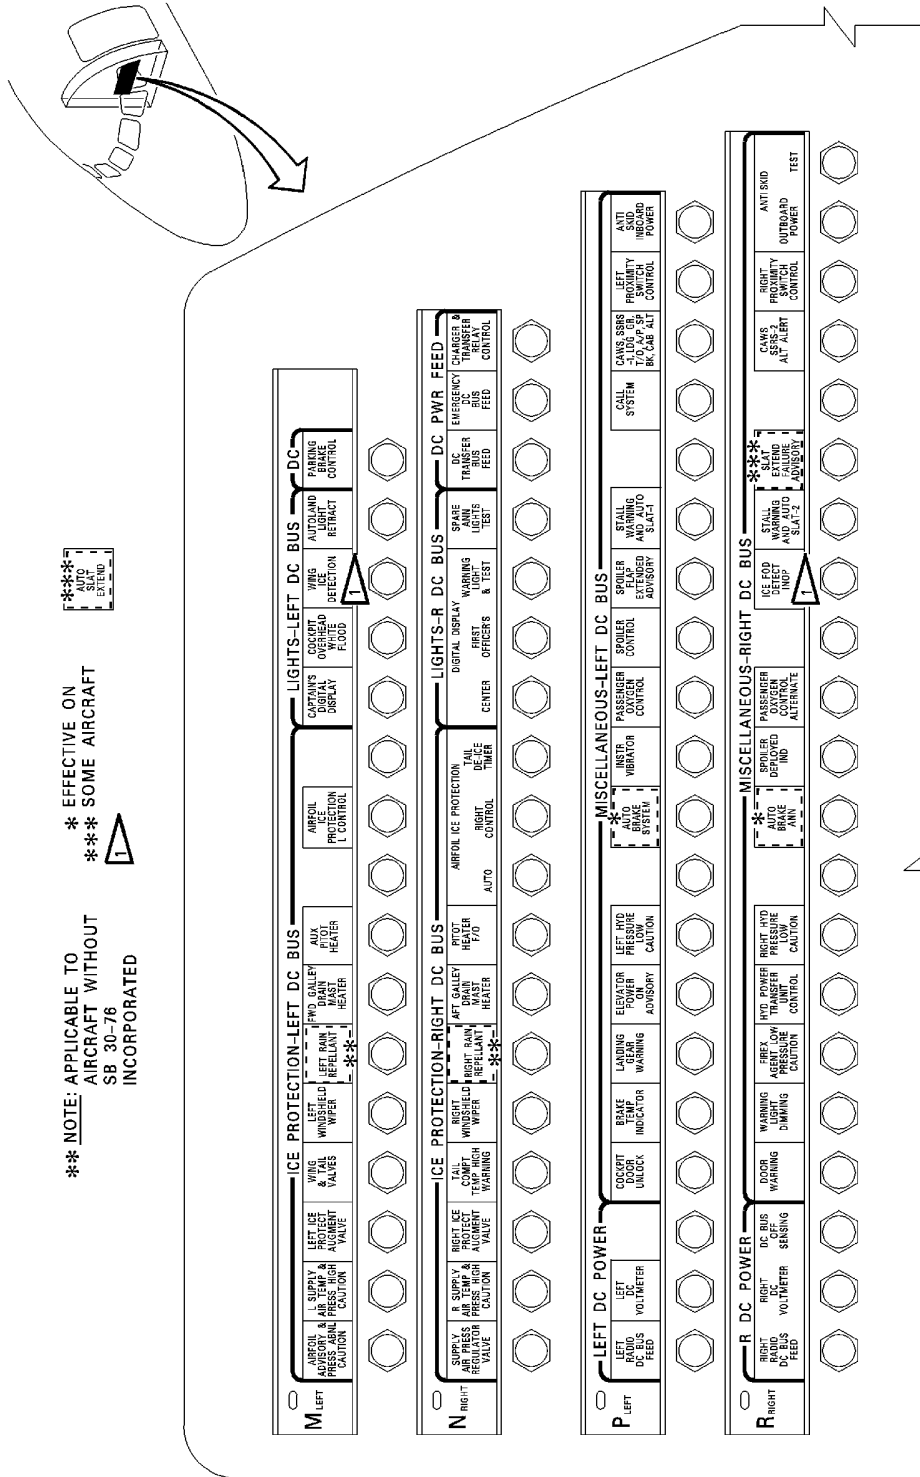 ** NOTE: APPLICABLE TO
AIRCRAFT WITHOUT
SB 30-76
INCORPORATED
* EFFECTIVE ON
*** SOME AIRCRAFT
1
***
AUTO
SLAT
EXTEND
M LEFT
ICE PROTECTION-LEFT DC BUS
LIGHTS-LEFT DC BUS
DC
AIRFOIL
ADVISORY &
PRESS ABNL
CAUTION
L SUPPLY
AIR TEMP &
PRESS HIGH
CAUTION
LEFT ICE
PROTECT
AUGMENT
VALVE
WING
& TAIL
VALVES
LEFT
WINDSHIELD
WIPER
LEFT RAIN
REPELLANT
**
FWD GALLEY
DRAIN
MAST
HEATER
AUX
PITOT
HEATER
AIRFOIL
ICE
PROTECTION
L CONTROL
CAPTAIN'S
DIGITAL
DISPLAY
COCKPIT
OVERHEAD
WHITE
FLOOD
WING
ICE
DETECTION
1
AUTOLAND
LIGHT
RETRACT
PARKING
BRAKE
CONTROL
N RIGHT
ICE PROTECTION-RIGHT DC BUS
LIGHTS-R DC BUS
DC PWR FEED
SUPPLY
AIR PRESS
REGULATOR
VALVE
R SUPPLY
AIR TEMP &
PRESS HIGH
CAUTION
RIGHT ICE
PROTECT
AUGMENT
VALVE
TAIL
COMPT
TEMP HIGH
WARNING
RIGHT
WINDSHIELD
WIPER
RIGHT RAIN
REPELLANT
**
AFT GALLEY
DRAIN
MAST
HEATER
PITOT
HEATER
F/O
AIRFOIL ICE PROTECTION
AUTO
RIGHT
CONTROL
TAIL
DE-ICE
TIMER
DIGITAL DISPLAY
CENTER
FIRST
OFFICER'S
WARNING
LIGHT
& TEST
SPARE
ANN
LIGHTS
TEST
DC
TRANSFER
BUS
FEED
EMERGENCY
DC
BUS
FEED
CHARGER &
TRANSFER
RELAY
CONTROL
P LEFT
LEFT DC POWER
MISCELLANEOUS-LEFT DC BUS
LEFT
RADIO
DC BUS
FEED
LEFT
DC
VOLTMETER
COCKPIT
DOOR
UNLOCK
BRAKE
TEMP
INDICATOR
LANDING
GEAR
WARNING
ELEVATOR
POWER
ON
ADVISORY
LEFT HYD
PRESSURE
LOW
CAUTION
*
AUTO
BRAKE
SYSTEM
INSTR
VIBRATOR
PASSENGER
OXYGEN
CONTROL
SPOILER
CONTROL
SPOILER
FLAP
EXTENDED
ADVISORY
STALL
WARNING
AND AUTO
SLAT-1
CALL
SYSTEM
CAWS, SSRS
-1, LDG GR,
T/O, A/P, SP
BK, CAB ALT
LEFT
PROXIMITY
SWITCH
CONTROL
ANTI
SKID
INBOARD
POWER
R RIGHT
R DC POWER
MISCELLANEOUS-RIGHT DC BUS
RIGHT
RADIO
DC BUS
FEED
RIGHT
DC
VOLTMETER
DC BUS
OFF
SENSING
DOOR
WARNING
WARNING
LIGHT
DIMMING
FIREX
AGENT LOW
PRESSURE
CAUTION
HYD POWER
TRANSFER
UNIT
CONTROL
RIGHT HYD
PRESSURE
LOW
CAUTION
*
AUTO
BRAKE
ANN
SPOILER
DEPLOYED
IND
PASSENGER
OXYGEN
CONTROL
ALTERNATE
ICE FOD
DETECT
INOP
1
STALL
WARNING
AND AUTO
SLAT-2
***
SLAT
EXTEND
FAILURE
ADVISORY
CAWS
SSRS-2
ALT ALERT
RIGHT
PROXIMITY
SWITCH
CONTROL
ANTI SKID
OUTBOARD
POWER
TEST